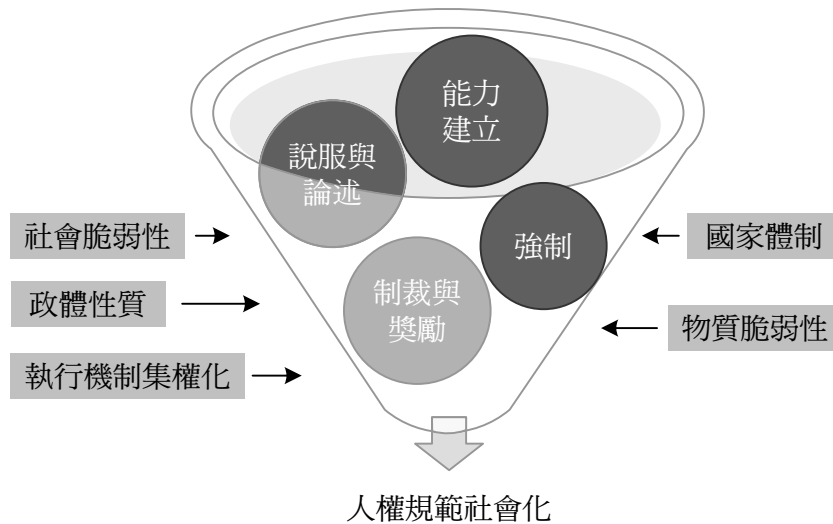 能力
建立
說服與
論述
社會脆弱性
強制
國家體制
政體性質
制裁與
獎勵
物質脆弱性
執行機制集權化
人權規範社會化